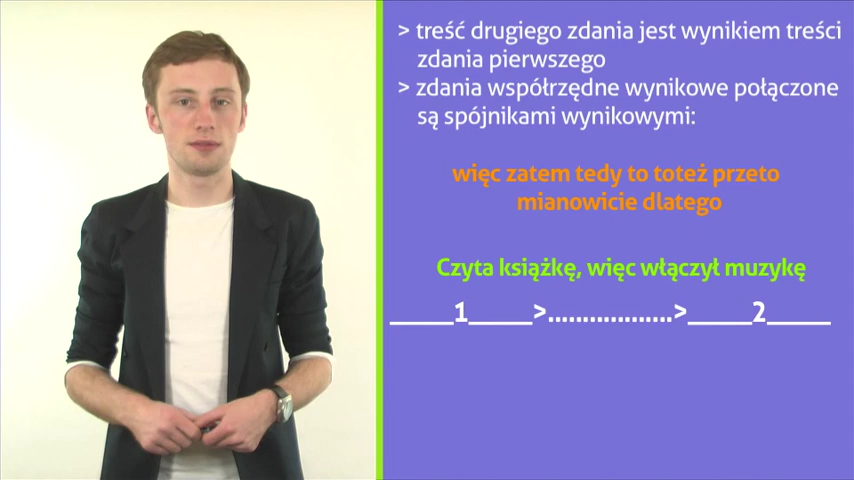 > treść drugiego zdania jest wynikiem treści
zdania pierwszego
> zdania współrzędne wynikowe połączone
są spójnikami wynikowymi:
więc zatem tedy to toteż przeto
mianowicie dlatego
Czyta książkę, więc włączył muzykę
_____1_____>..................>_____2_____